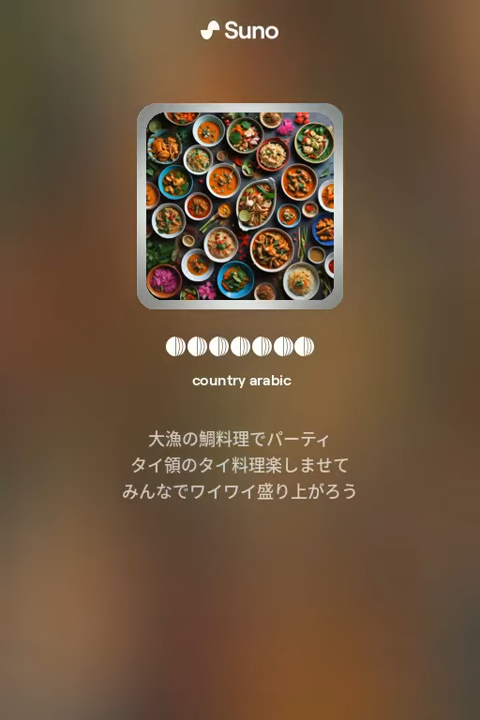 Suno
country arabic
大漁の鯛料理でパーティ
タイ領のタイ料理楽しませて
みんなでワイワイ盛り上がろう